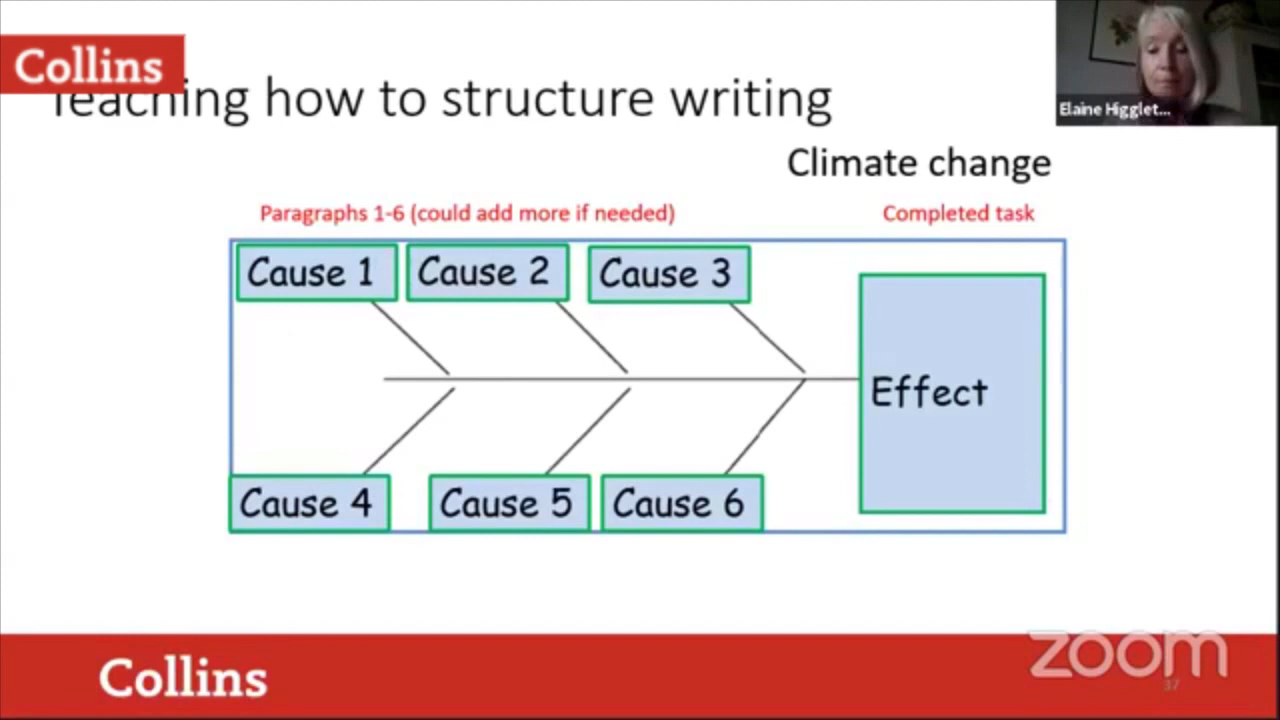 Collins
Teaching how to structure writing
Elaine Higglet...
Climate change
Paragraphs 1-6 (could add more if needed)
Completed task
Cause 1
Cause 2
Cause 3
Effect
Cause 4
Cause 5
Cause 6
zoom
Collins
37